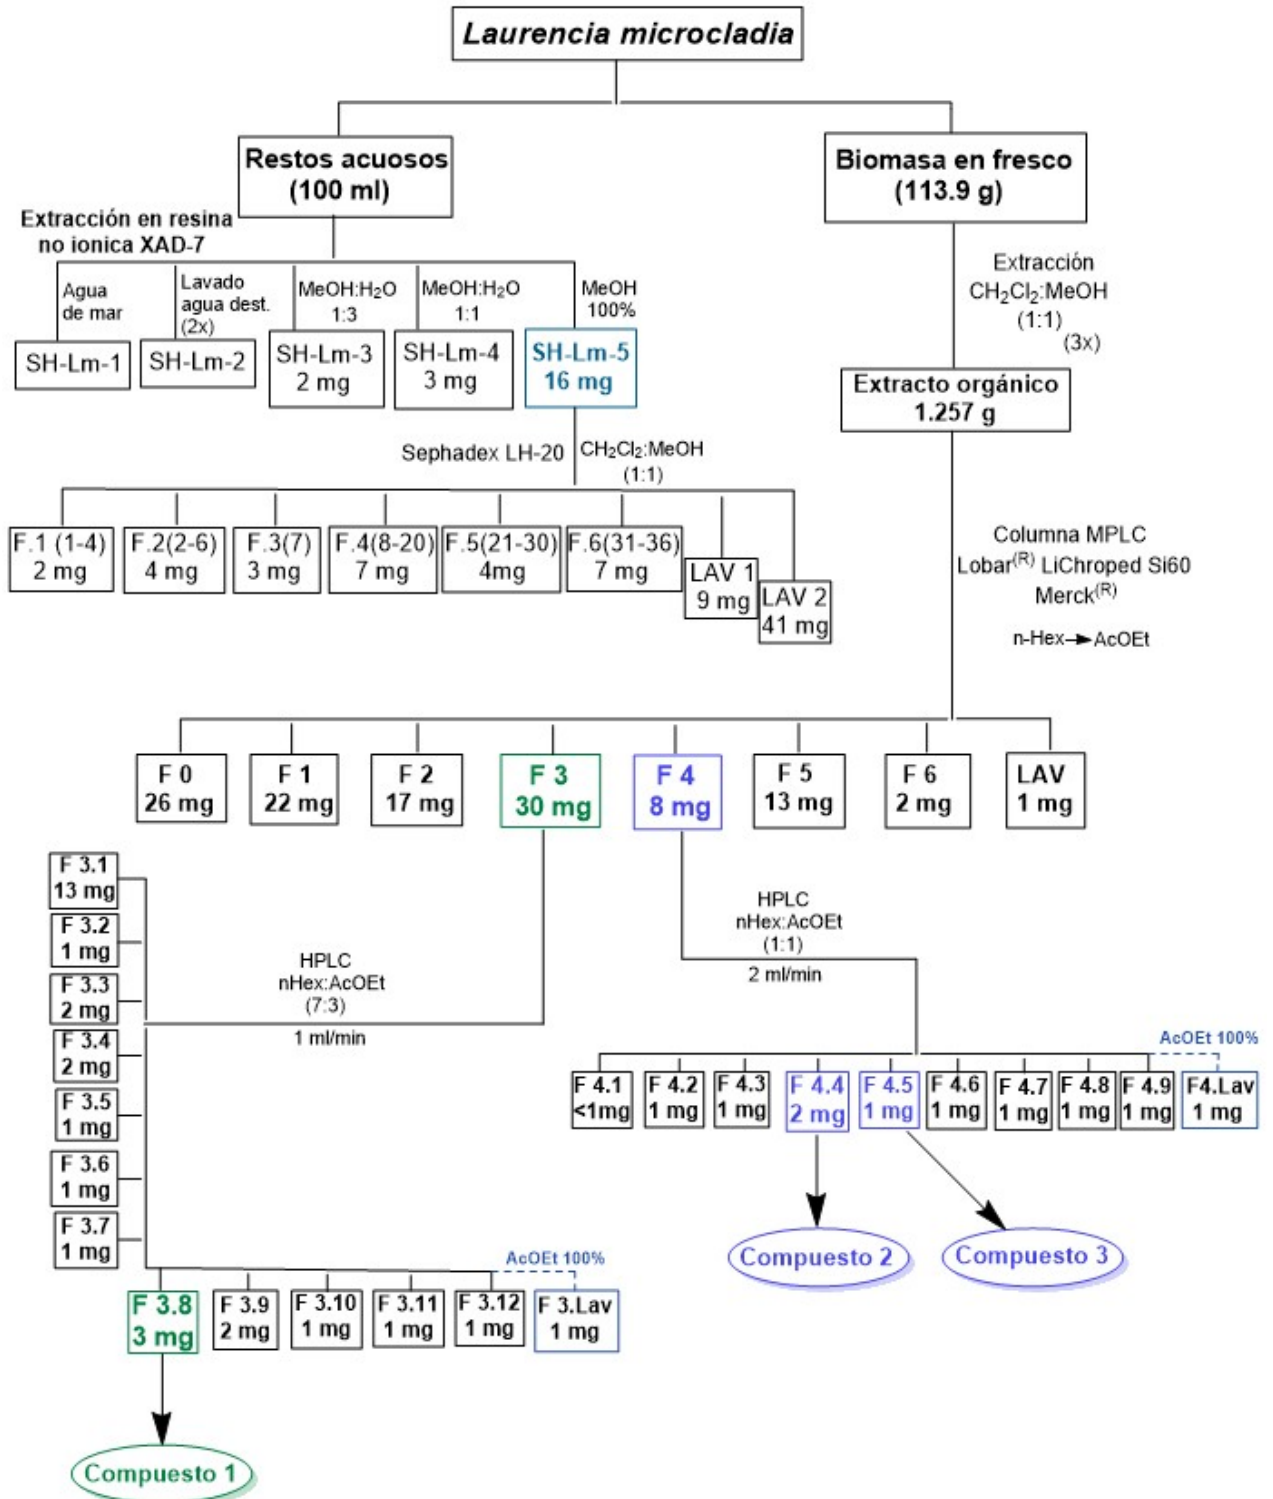 Laurencia microcladia
Restos acuosos
(100 ml)
Biomasa en fresco
(113.9 g)
Extracción en resina
no ionica XAD-7
Agua
de mar
Lavado
agua dest.
(2x)
MeOH:H₂O
1:3
MeOH:H₂O
1:1
MeOH
100%
SH-Lm-1
SH-Lm-2
SH-Lm-3
2 mg
SH-Lm-4
3 mg
SH-Lm-5
16 mg
Extracción
CH₂Cl₂:MeOH
(1:1)
(3x)
Extracto orgánico
1.257 g
Sephadex LH-20
CH₂Cl₂:MeOH
(1:1)
F.1 (1-4)
2 mg
F.2(2-6)
4 mg
F.3(7)
3 mg
F.4(8-20)
7 mg
F.5(21-30)
4mg
F.6(31-36)
7 mg
LAV 1
9 mg
LAV 2
41 mg
Columna MPLC
Lobar(R) LiChroped Si60
Merck(R)
n-Hex→AcOEt
F 0
26 mg
F 1
22 mg
F 2
17 mg
F 3
30 mg
F 4
8 mg
F 5
13 mg
F 6
2 mg
LAV
1 mg
F 3.1
13 mg
F 3.2
1 mg
F 3.3
2 mg
F 3.4
2 mg
F 3.5
1 mg
F 3.6
1 mg
F 3.7
1 mg
HPLC
nHex:AcOEt
(7:3)
1 ml/min
HPLC
nHex:AcOEt
(1:1)
2 ml/min
AcOEt 100%
F 4.1
<1mg
F 4.2
1 mg
F 4.3
1 mg
F 4.4
2 mg
F 4.5
1 mg
F 4.6
1 mg
F 4.7
1 mg
F 4.8
1 mg
F 4.9
1 mg
F4.Lav
1 mg
Compuesto 2
Compuesto 3
AcOEt 100%
F 3.8
3 mg
F 3.9
2 mg
F 3.10
1 mg
F 3.11
1 mg
F 3.12
1 mg
F 3.Lav
1 mg
Compuesto 1